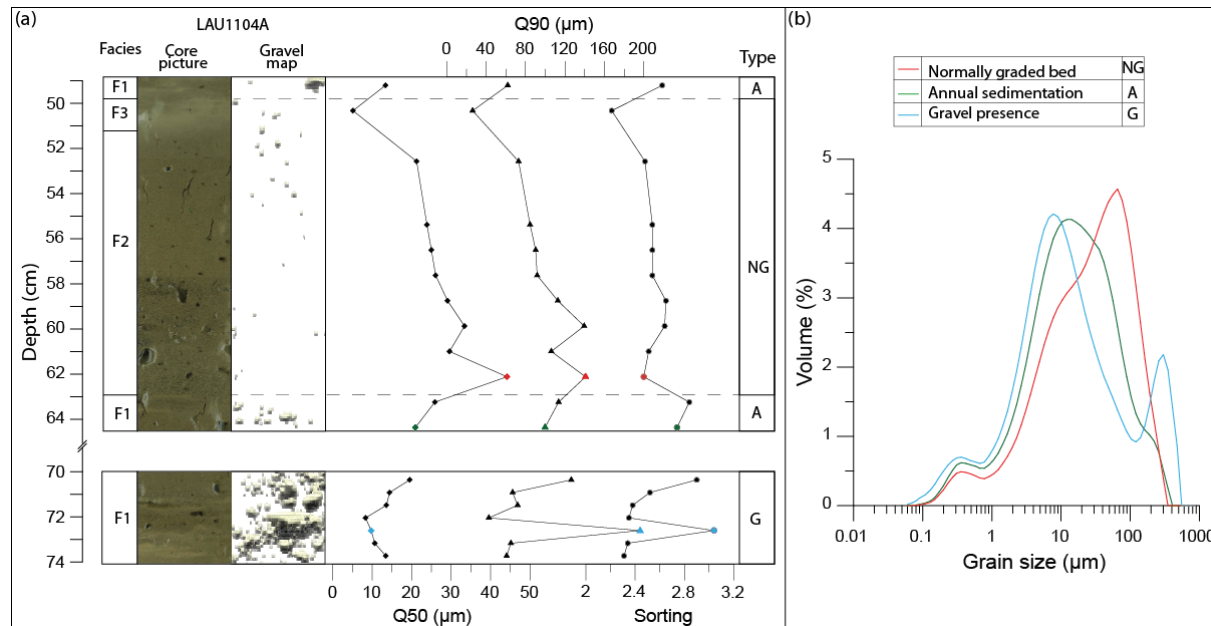 (a)
LAU1104A
Q90 (μm)
0 40 80 120 160 200
Facies
Core picture
Gravel map
Type
Depth (cm)
50
52
54
56
58
60
62
64
70
72
74
F1
F3
F2
F1
F1
A
NG
A
G
0 10 20 30 40 50
Q50 (μm)
2 2.4 2.8 3.2
Sorting
(b)
Normally graded bed NG
Annual sedimentation A
Gravel presence G
Volume (%)
5
4
3
2
1
0
0.01 0.1 1 10 100 1000
Grain size (μm)